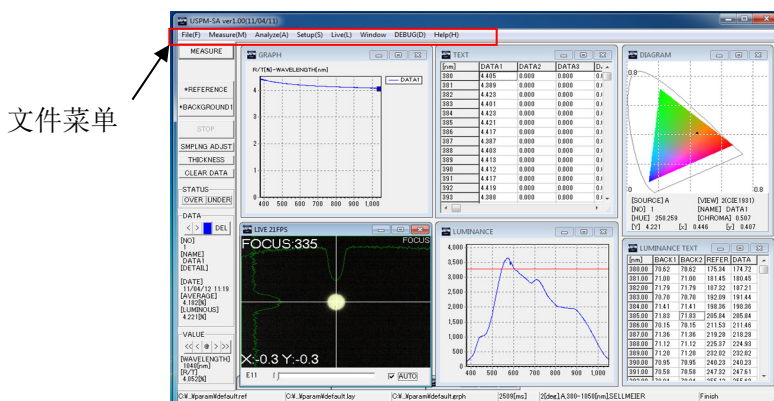 USPM-SA ver1.00(11/04/11)
File(F) Measure(M) Analyze(A) Setup(S) Live(L) Window DEBUG(D) Help(H)
文件菜单
MEASURE
*REFERENCE
*BACKGROUND1
STOP
SMPLNG ADJST
THICKNESS
CLEAR DATA
STATUS
OVER UNDER
DATA
< > DEL
[NO]
1
[NAME]
DATA1
[DETAIL]
[DATE]
11/04/12 11:19
[AVERAGE]
4.182[%]
[LUMINOUS]
4.221[%]
VALUE
<< < @ > >>
[WAVELENGTH]
1040[nm]
[R/T]
4.052[%]
GRAPH
R/T[%]-WAVELENGTH[nm]
DATA1
4
3
2
1
0
400 500 600 700 800 900 1,000
TEXT
[nm] DATA1 DATA2 DATA3
380 4.405 0.000 0.000
381 4.389 0.000 0.000
382 4.423 0.000 0.000
383 4.401 0.000 0.000
384 4.423 0.000 0.000
385 4.421 0.000 0.000
386 4.417 0.000 0.000
387 4.387 0.000 0.000
388 4.403 0.000 0.000
389 4.413 0.000 0.000
390 4.412 0.000 0.000
391 4.417 0.000 0.000
392 4.419 0.000 0.000
393 4.388 0.000 0.000
DIAGRAM
0.8
0 0.8
[SOURCE] A [VIEW] 2(CIE1931)
[NO] 1 [NAME] DATA1
[HUE] 250.259 [CHROMA] 0.507
[Y] 4.221 [x] 0.446 [y] 0.407
LIVE 21FPS
FOCUS:335
FOCUS
X:-0.3 Y:-0.3
E11
AUTO
LUMINANCE
4,000
3,500
3,000
2,500
2,000
1,500
1,000
500
0
400 500 600 700 800 900 1,000
LUMINANCE TEXT
[nm] BACK1 BACK2 REFER DATA
380.00 70.62 70.62 175.34 174.72
381.00 71.00 71.00 181.45 180.45
382.00 71.79 71.79 187.32 187.21
383.00 70.70 70.70 192.09 191.44
384.00 71.41 71.41 198.36 198.36
385.00 71.83 71.83 205.84 205.84
386.00 70.15 70.15 211.53 211.46
387.00 71.36 71.36 219.28 218.28
388.00 71.12 71.12 225.37 224.93
389.00 71.20 71.20 232.02 232.02
390.00 70.95 70.95 240.23 240.23
391.00 70.58 70.58 247.32 247.61
C:¥..¥param¥default.ref C:¥..¥param¥default.lay C:¥..¥param¥default.grph 2509[ms] 2[deg],A,380-1050[nm],SELLMEIER Finish